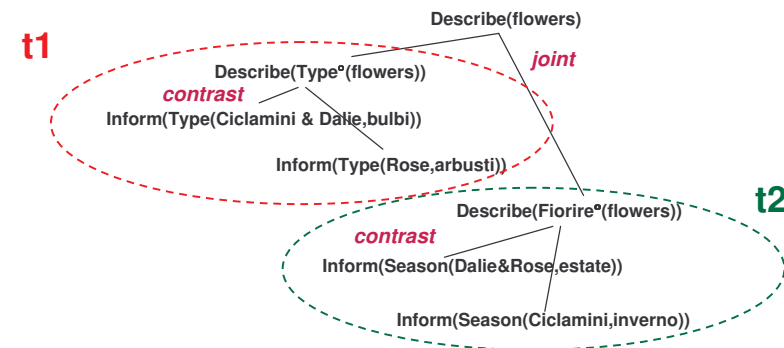 Describe(flowers)
t1
joint
Describe(Type°(flowers))
contrast
Inform(Type(Ciclamini & Dalie,bulbi))
Inform(Type(Rose,arbusti))
t2
Describe(Fiorire°(flowers))
contrast
Inform(Season(Dalie&Rose,estate))
Inform(Season(Ciclamini,inverno))